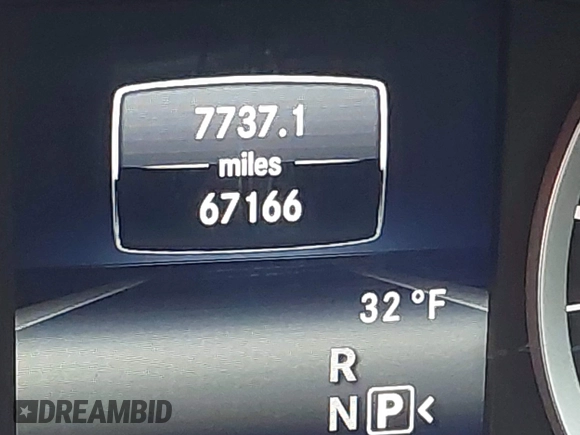 7737.1
miles
67166
32 °F
R
N P <
DREAMBID